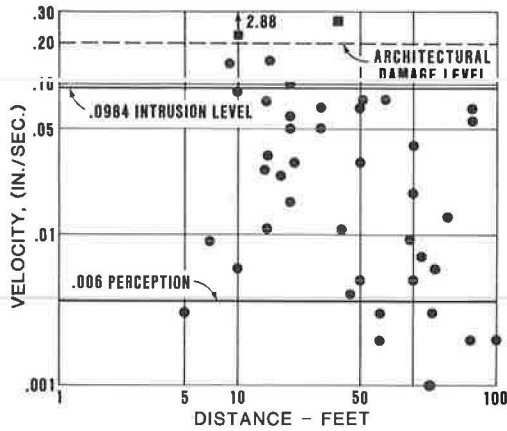 .30
2.88
.20
ARCHITECTURAL
DAMAGE LEVEL
.10
.0984 INTRUSION LEVEL
.05
VELOCITY, (IN./SEC.)
.01
.006 PERCEPTION
.001
1 5 10 50 100
DISTANCE – FEET